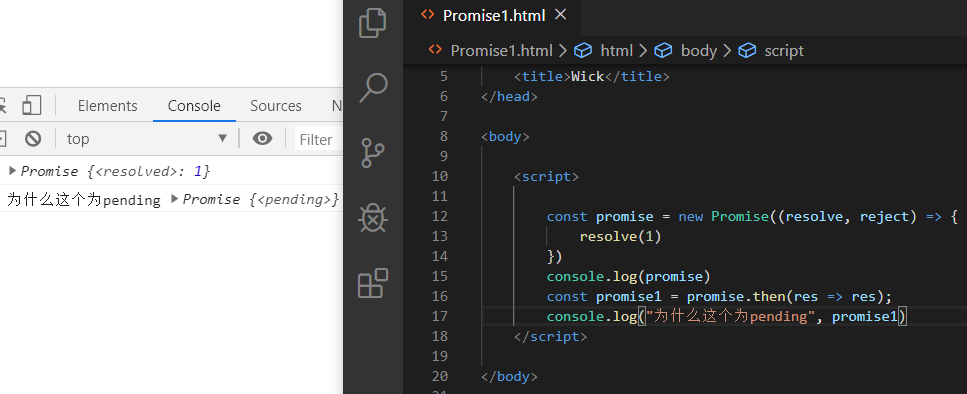 Elements Console Sources N
top Filter
Promise {<resolved>: 1}
为什么这个为pending Promise {<pending>}
Promise1.html
Promise1.html > html > body > script
5 <title>Wick</title>
6 </head>
7
8 <body>
9
10 <script>
11
12 const promise = new Promise((resolve, reject) => {
13 resolve(1)
14 })
15 console.log(promise)
16 const promise1 = promise.then(res => res);
17 console.log("为什么这个为pending", promise1)
18 </script>
19
20 </body>